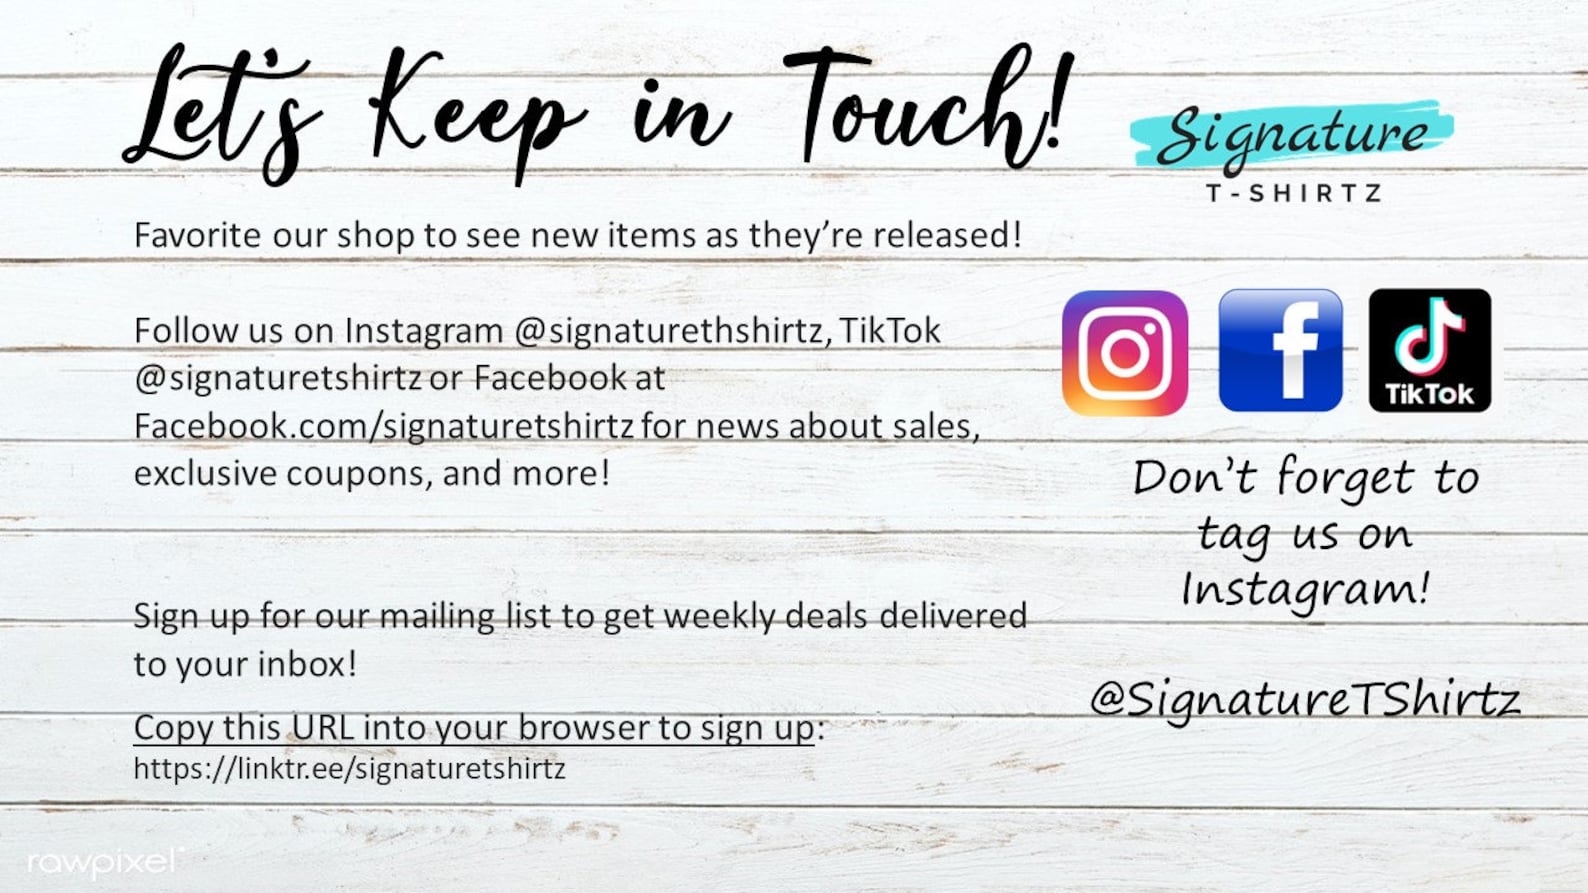 Let's Keep in Touch!
Signature
T-SHIRTZ
Favorite our shop to see new items as they're released!
Follow us on Instagram @signaturethshirtz, TikTok
@signaturetshirtz or Facebook at
Facebook.com/signaturetshirtz for news about sales,
exclusive coupons, and more!
TikTok
Don't forget to
tag us on
Instagram!
Sign up for our mailing list to get weekly deals delivered
to your inbox!
@SignatureTShirtz
Copy this URL into your browser to sign up:
https://linktr.ee/signaturetshirtz
rawpixel